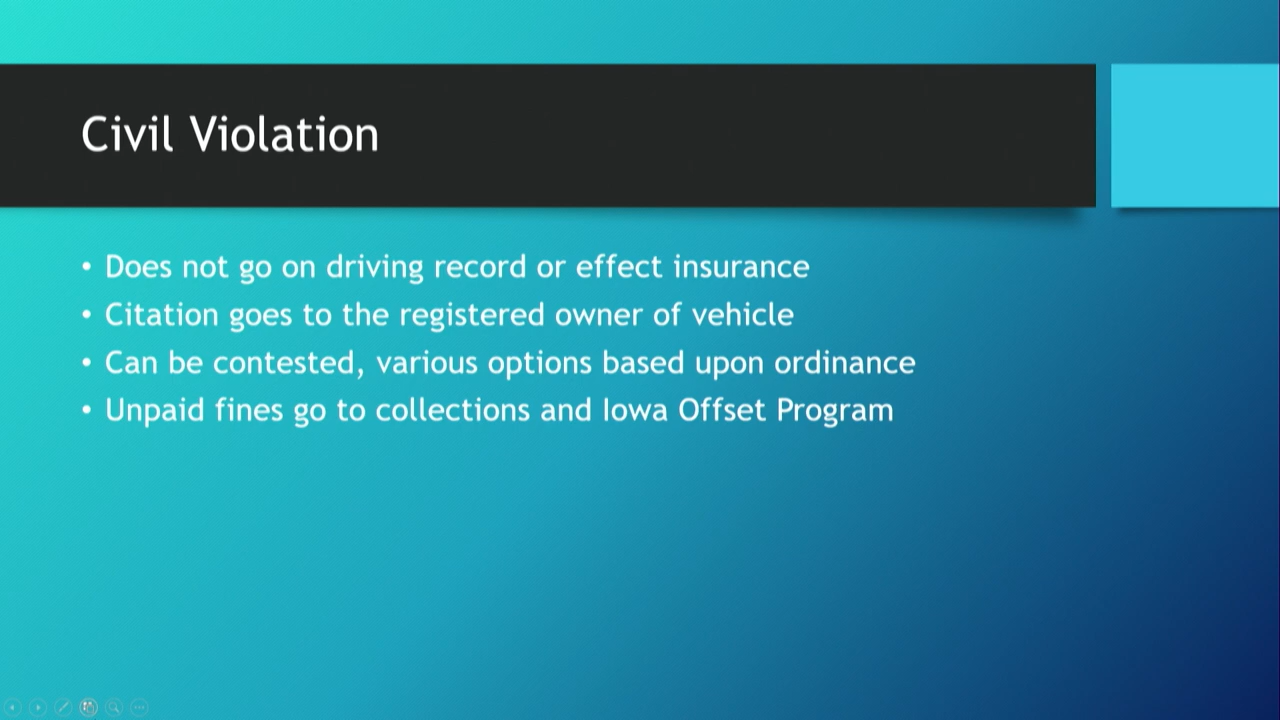 Civil Violation
• Does not go on driving record or effect insurance
• Citation goes to the registered owner of vehicle
• Can be contested, various options based upon ordinance
• Unpaid fines go to collections and Iowa Offset Program